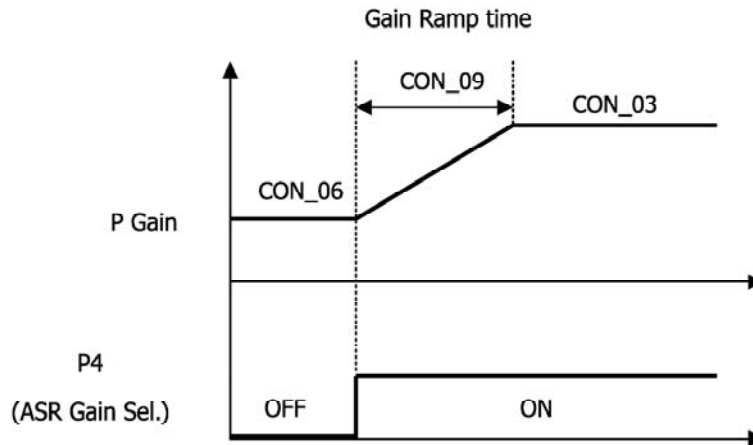 Gain Ramp time
CON_09
CON_03
CON_06
P Gain
P4
(ASR Gain Sel.)
OFF
ON